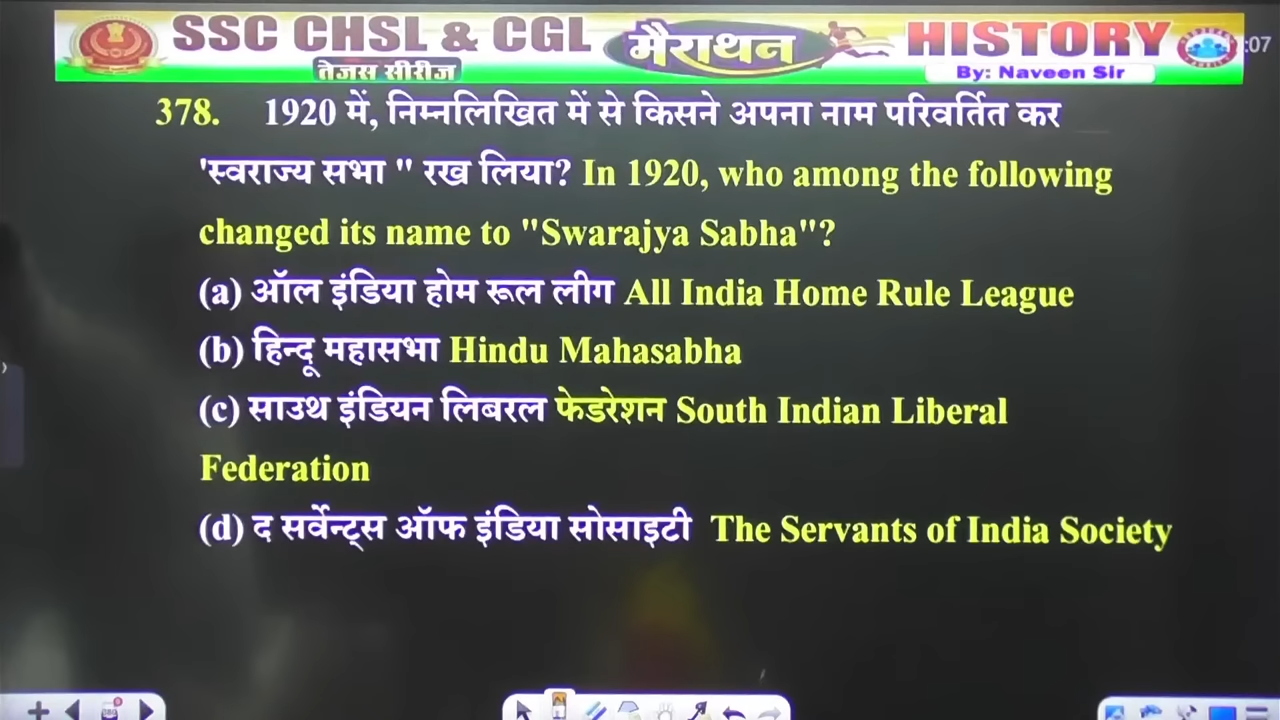 SSC CHSL & CGL मैराथन HISTORY :07
तेजस सीरीज By: Naveen Sir
378. 1920 में, निम्नलिखित में से किसने अपना नाम परिवर्तित कर
'स्वराज्य सभा " रख लिया? In 1920, who among the following
changed its name to "Swarajya Sabha"?
(a) ऑल इंडिया होम रूल लीग All India Home Rule League
(b) हिन्दू महासभा Hindu Mahasabha
(c) साउथ इंडियन लिबरल फेडरेशन South Indian Liberal
Federation
(d) द सर्वेन्ट्स ऑफ इंडिया सोसाइटी The Servants of India Society